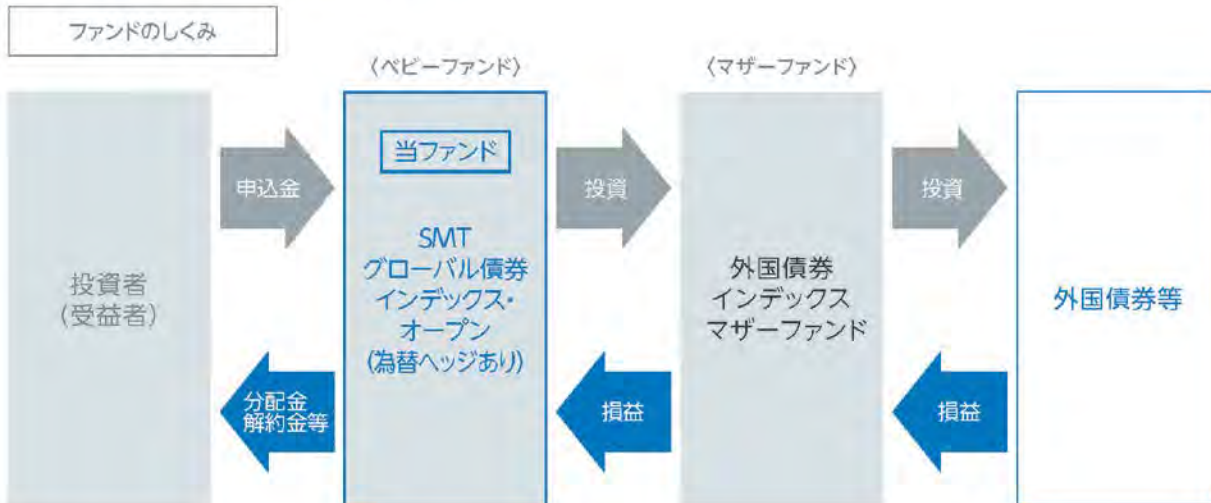 ファンドのしくみ
〈ベビーファンド〉
〈マザーファンド〉
投資者
(受益者)
申込金
分配金
解約金等
当ファンド
SMT
グローバル債券
インデックス・
オープン
(為替ヘッジあり)
投資
損益
外国債券
インデックス
マザーファンド
投資
損益
外国債券等